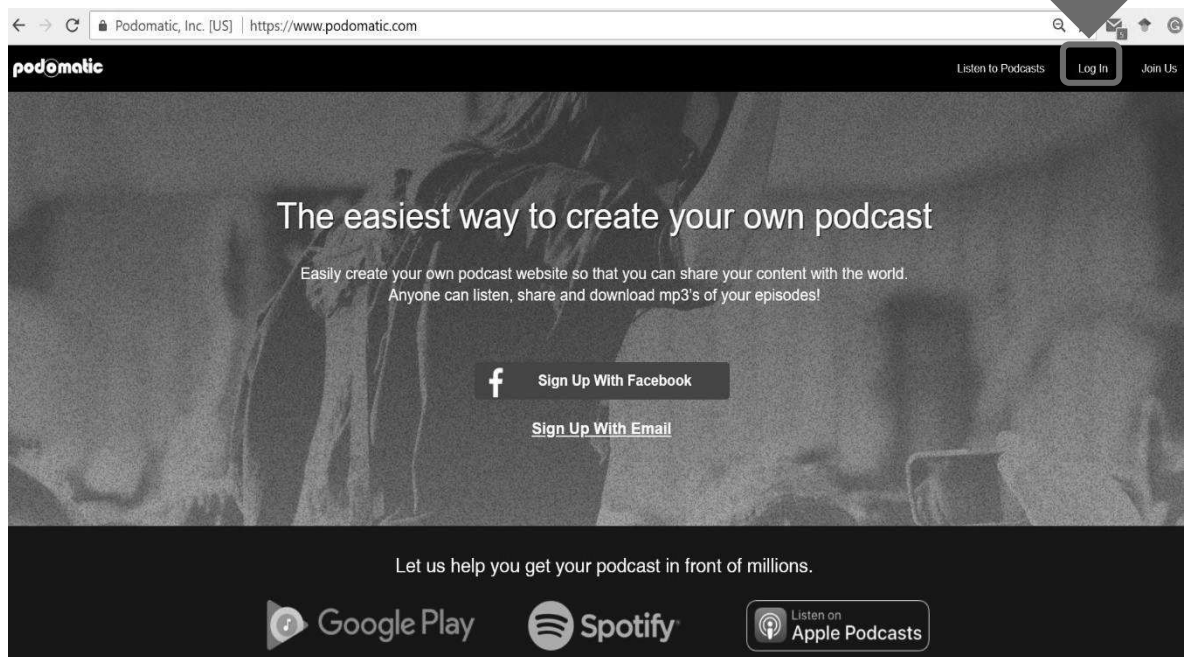 Podomatic, Inc. [US] | https://www.podomatic.com
5
podomatic
Listen to Podcasts Log In Join Us
The easiest way to create your own podcast
Easily create your own podcast website so that you can share your content with the world.
Anyone can listen, share and download mp3's of your episodes!
f Sign Up With Facebook
Sign Up With Email
Let us help you get your podcast in front of millions.
Google Play Spotify Listen on
Apple Podcasts